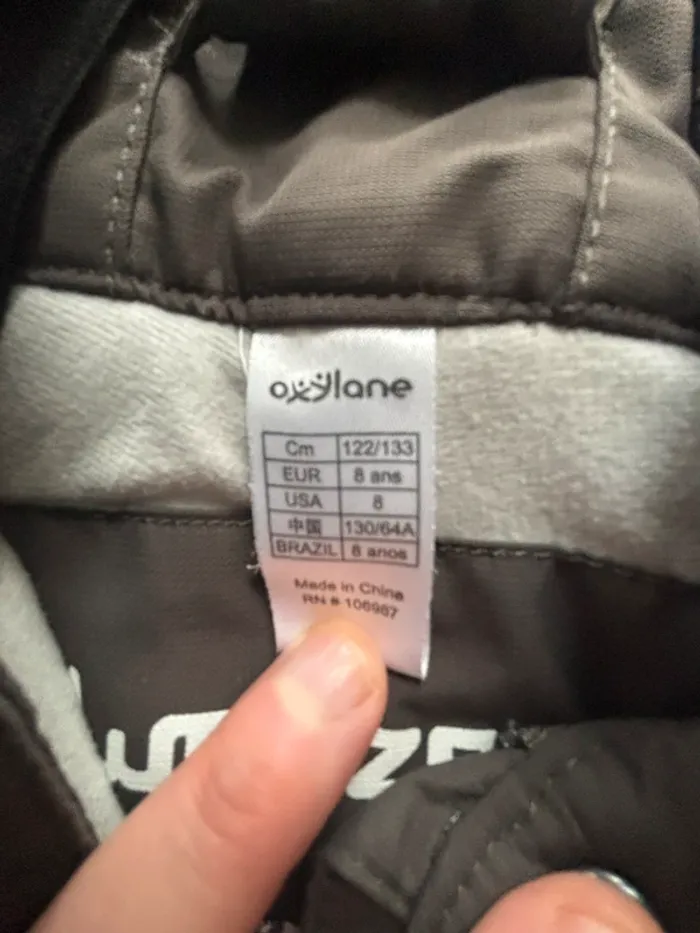 oxylane
Cm 122/133
EUR 8 ans
USA 8
中国 130/64A
BRAZIL 8 anos
Made in China
RN # 106987